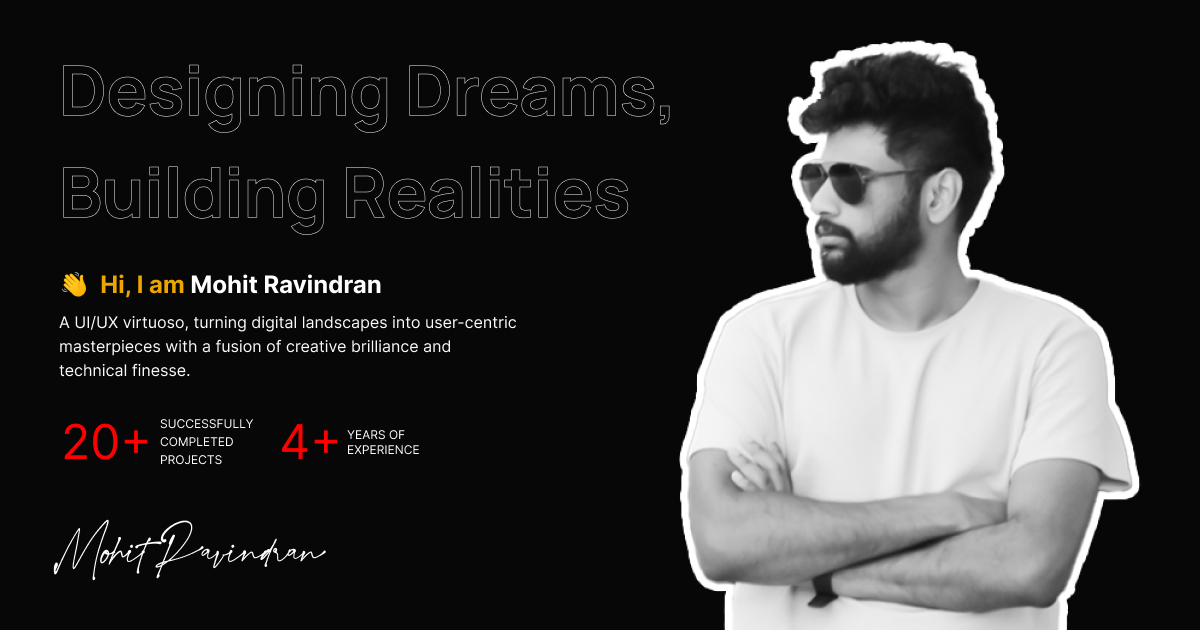 Designing Dreams,
Building Realities
👋 Hi, I am Mohit Ravindran
A UI/UX virtuoso, turning digital landscapes into user-centric
masterpieces with a fusion of creative brilliance and
technical finesse.
20+ SUCCESSFULLY
COMPLETED
PROJECTS
4+ YEARS OF
EXPERIENCE
Mohit Ravindran